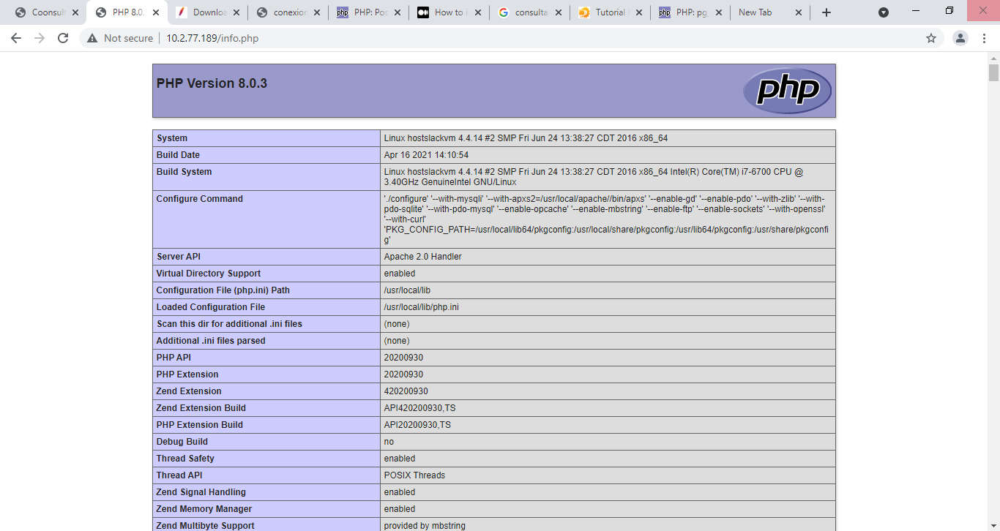 Coonsult
PHP 8.0.
Downloa
conexion
PHP: Pos
How to i
consulta
Tutorial
PHP: pg_
New Tab
Not secure
10.2.77.189/info.php
PHP Version 8.0.3
php
System Linux hostslackvm 4.4.14 #2 SMP Fri Jun 24 13:38:27 CDT 2016 x86_64
Build Date Apr 16 2021 14:10:54
Build System Linux hostslackvm 4.4.14 #2 SMP Fri Jun 24 13:38:27 CDT 2016 x86_64 Intel(R) Core(TM) i7-6700 CPU @
3.40GHz GenuineIntel GNU/Linux
Configure Command './configure' '--with-mysqli' '--with-apxs2=/usr/local/apache//bin/apxs' '--enable-gd' '--enable-pdo' '--with-zlib' '--with-
pdo-sqlite' '--with-pdo-mysql' '--enable-opcache' '--enable-mbstring' '--enable-ftp' '--enable-sockets' '--with-openssl'
'--with-curl'
'PKG_CONFIG_PATH=/usr/local/lib64/pkgconfig:/usr/local/share/pkgconfig:/usr/lib64/pkgconfig:/usr/share/pkgconfi
g'
Server API Apache 2.0 Handler
Virtual Directory Support enabled
Configuration File (php.ini) Path /usr/local/lib
Loaded Configuration File /usr/local/lib/php.ini
Scan this dir for additional .ini files (none)
Additional .ini files parsed (none)
PHP API 20200930
PHP Extension 20200930
Zend Extension 420200930
Zend Extension Build API420200930,TS
PHP Extension Build API20200930,TS
Debug Build no
Thread Safety enabled
Thread API POSIX Threads
Zend Signal Handling enabled
Zend Memory Manager enabled
Zend Multibyte Support provided by mbstring